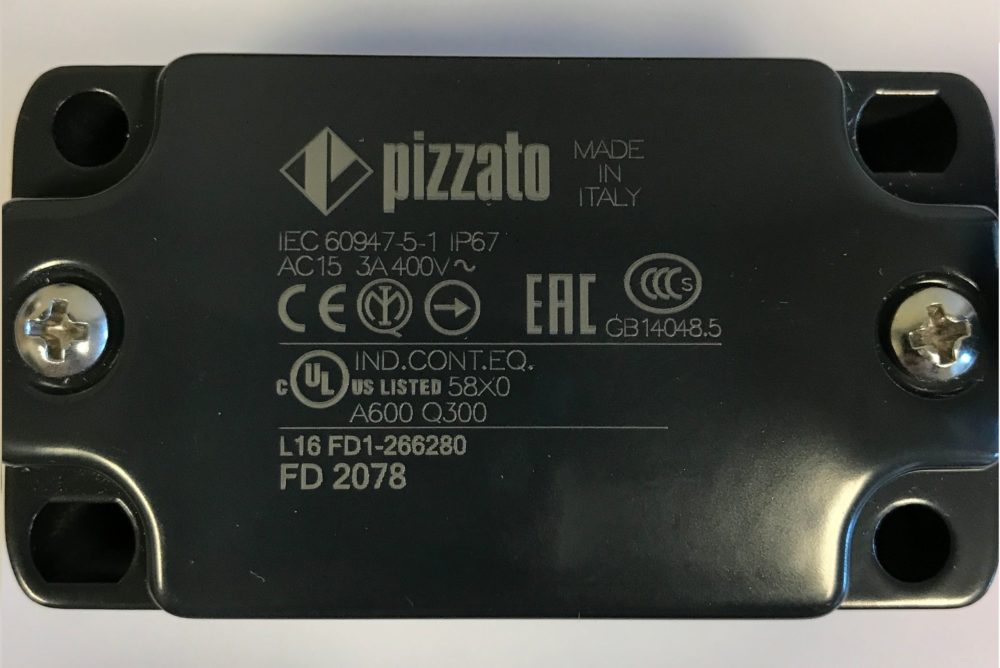 pizzato
MADE
IN
ITALY
IEC 60947-5-1 IP67
AC15 3A 400V~
CE
EAC
CCC S
GB14048.5
IND.CONT.EQ.
C UL US LISTED 58X0
A600 Q300
L16 FD1-266280
FD 2078